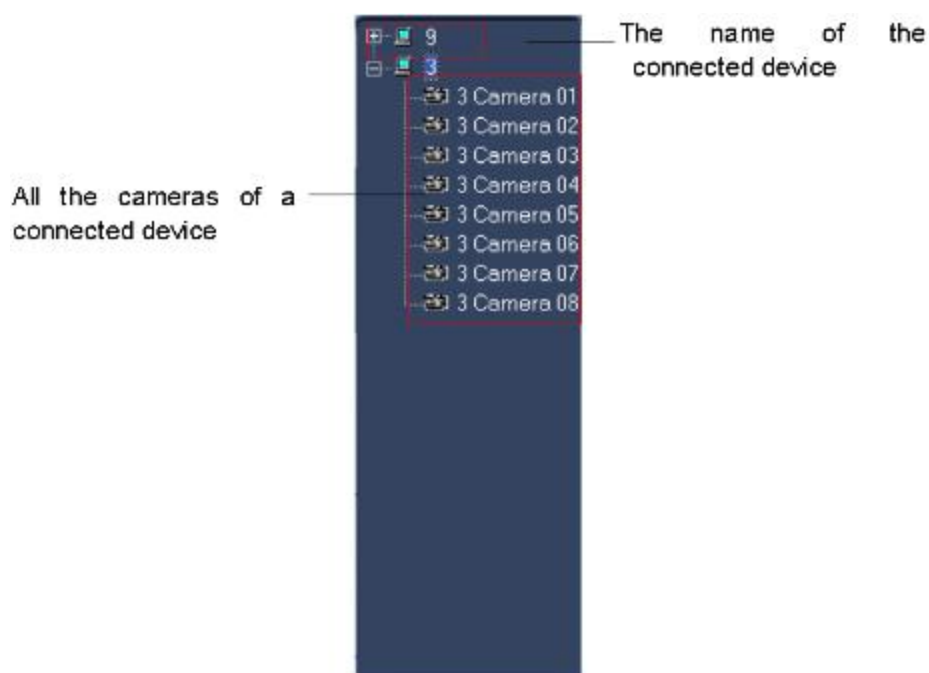 9
The name of the
connected device
3
3 Camera 01
3 Camera 02
3 Camera 03
3 Camera 04
All the cameras of a
connected device
3 Camera 05
3 Camera 06
3 Camera 07
3 Camera 08